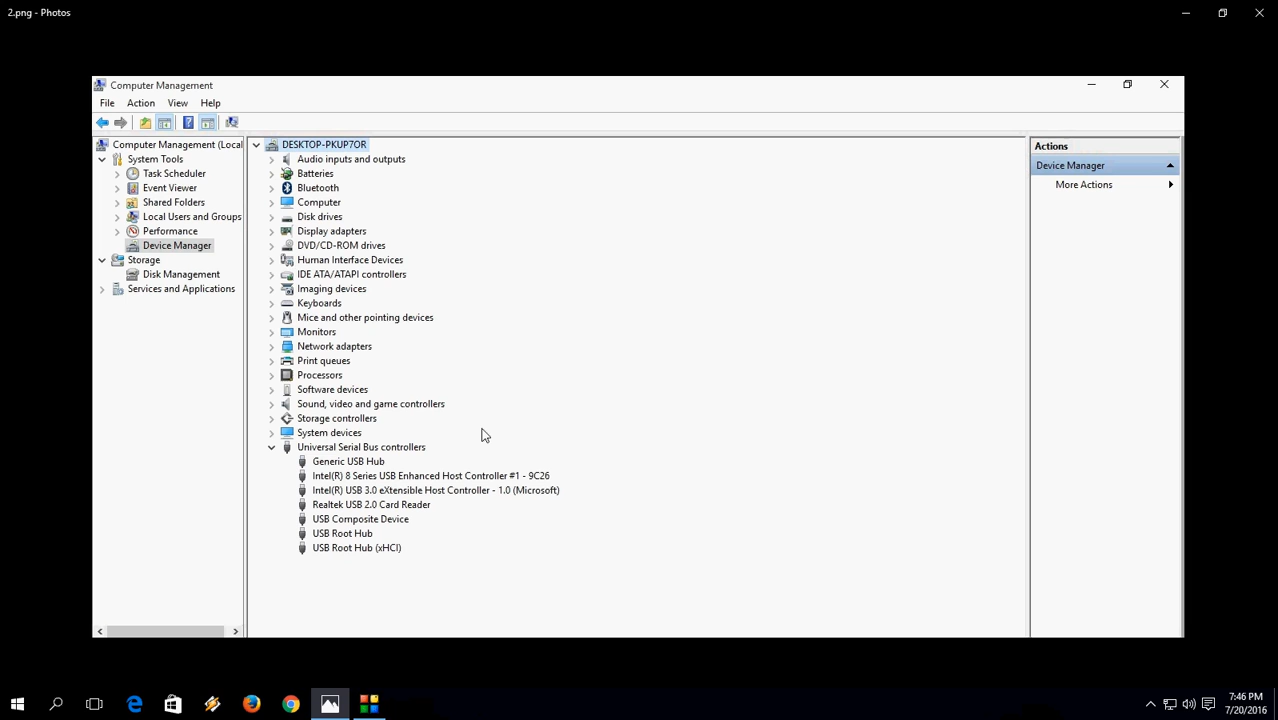 2.png - Photos
Computer Management
File Action View Help
Computer Management (Local
System Tools
Task Scheduler
Event Viewer
Shared Folders
Local Users and Groups
Performance
Device Manager
Storage
Disk Management
Services and Applications
DESKTOP-PKUP7OR
Audio inputs and outputs
Batteries
Bluetooth
Computer
Disk drives
Display adapters
DVD/CD-ROM drives
Human Interface Devices
IDE ATA/ATAPI controllers
Imaging devices
Keyboards
Mice and other pointing devices
Monitors
Network adapters
Print queues
Processors
Software devices
Sound, video and game controllers
Storage controllers
System devices
Universal Serial Bus controllers
Generic USB Hub
Intel(R) 8 Series USB Enhanced Host Controller #1 - 9C26
Intel(R) USB 3.0 eXtensible Host Controller - 1.0 (Microsoft)
Realtek USB 2.0 Card Reader
USB Composite Device
USB Root Hub
USB Root Hub (xHCI)
Actions
Device Manager
More Actions
7:46 PM
7/20/2016